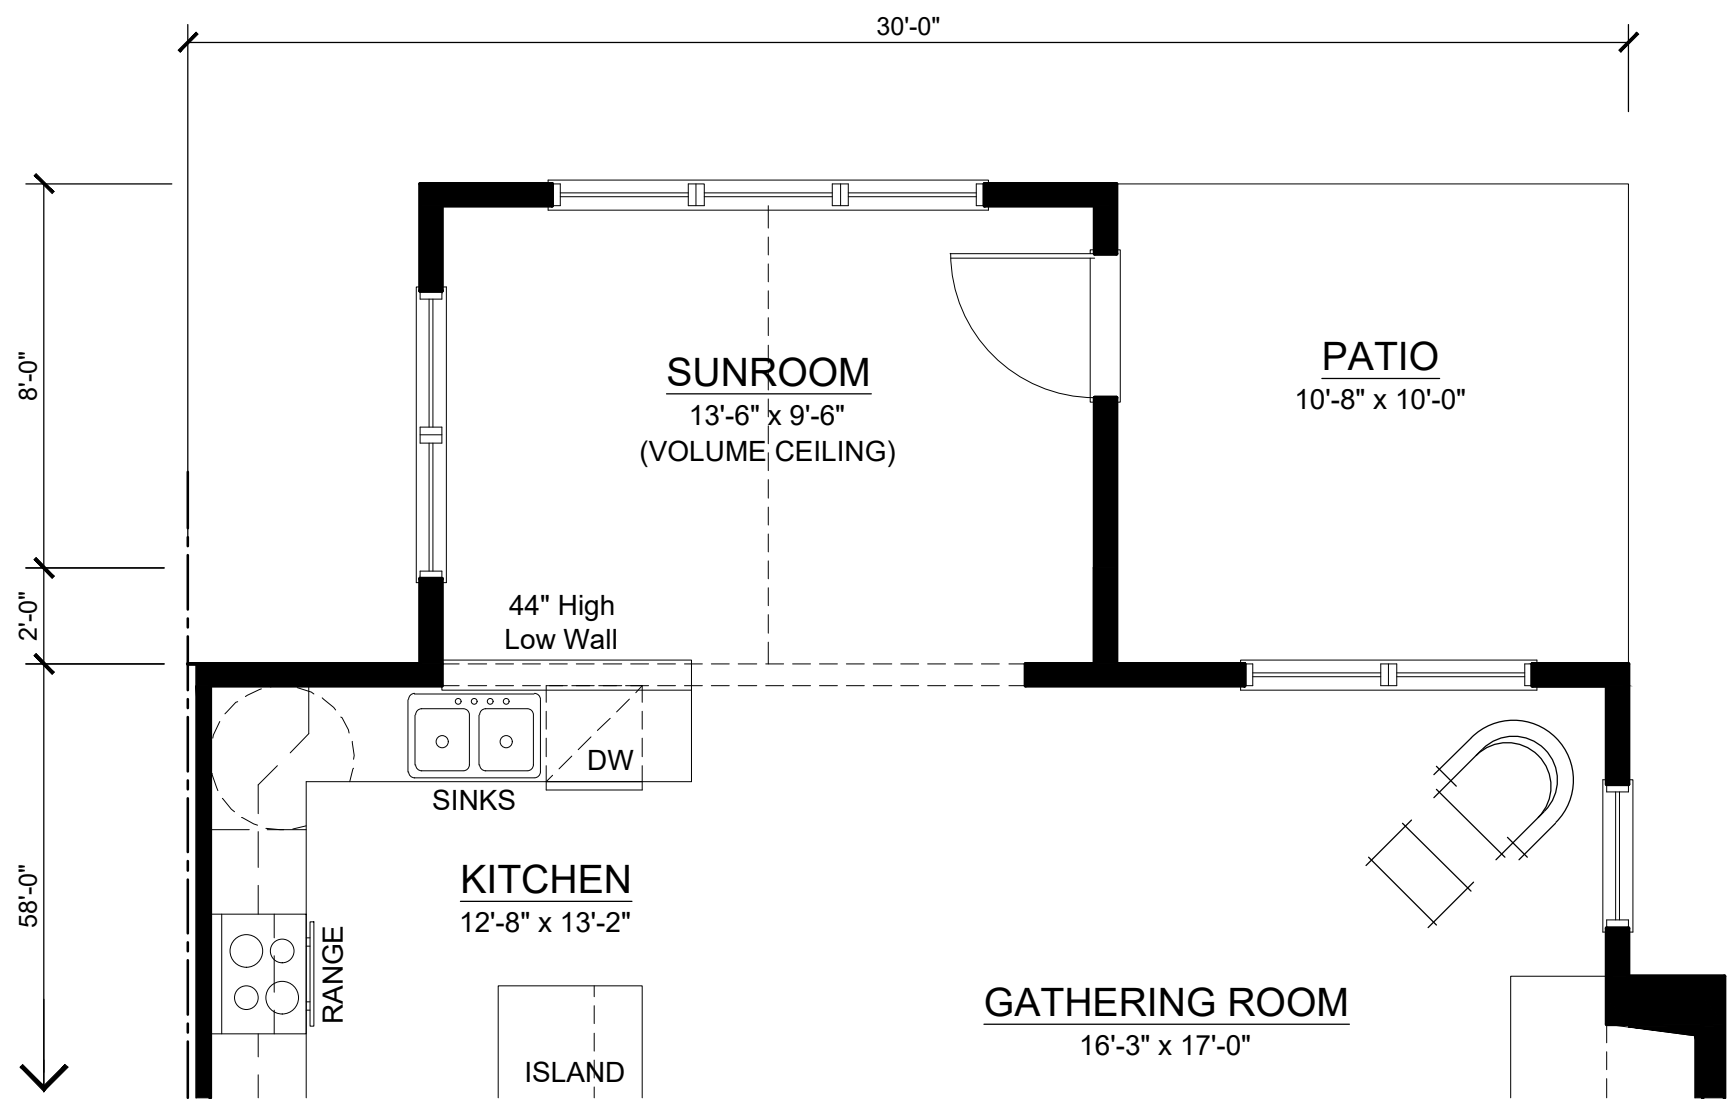 30'-0"
8'-0"
SUNROOM
13'-6" x 9'-6"
(VOLUME CEILING)
PATIO
10'-8" x 10'-0"
2'-0"
44" High
Low Wall
DW
SINKS
58'-0"
KITCHEN
12'-8" x 13'-2"
RANGE
GATHERING ROOM
16'-3" x 17'-0"
ISLAND